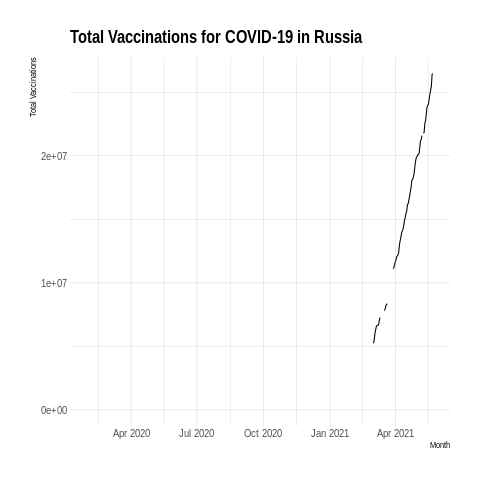 Total Vaccinations for COVID-19 in Russia
Total Vaccinations
2e+07
1e+07
0e+00
Apr 2020 Jul 2020 Oct 2020 Jan 2021 Apr 2021
Month